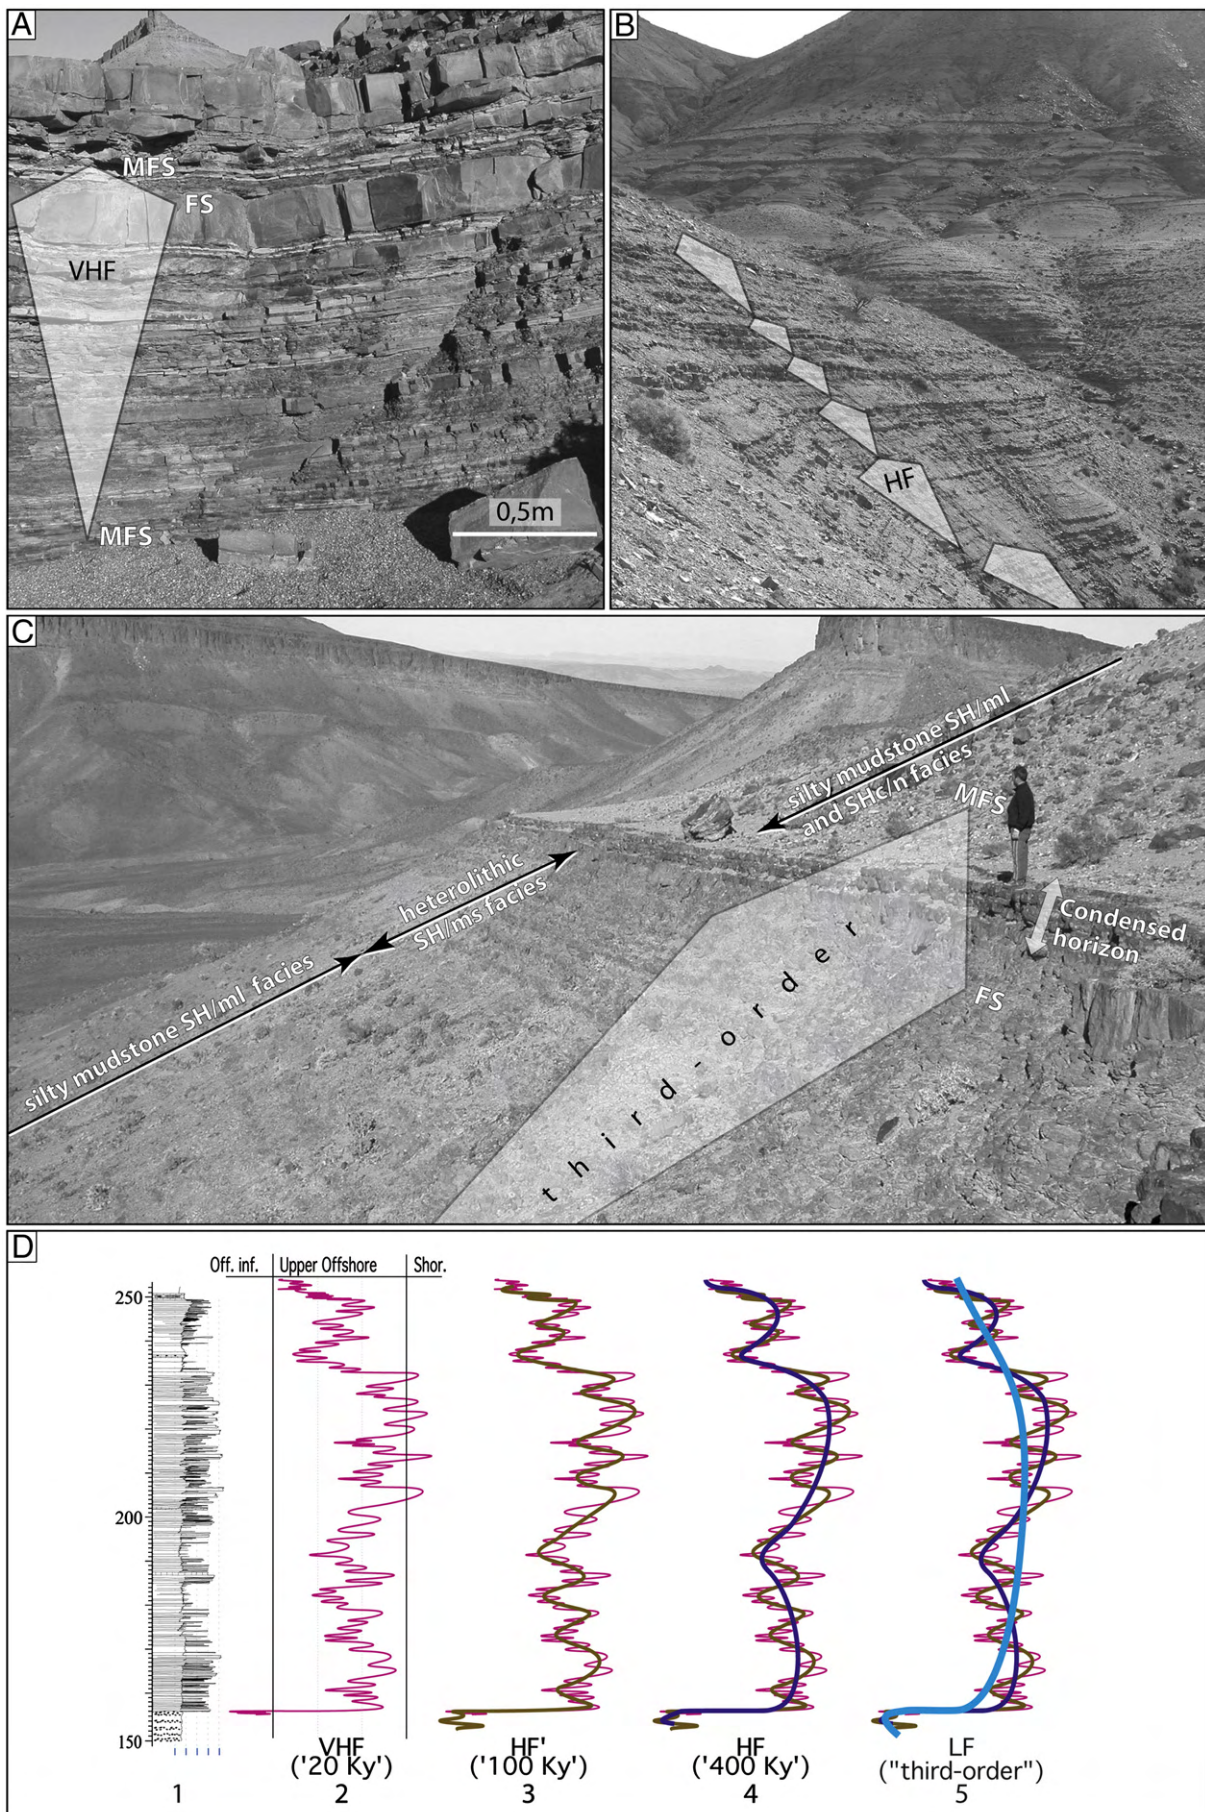 A
MFS
FS
VHF
MFS
0,5m
B
HF
C
silty mudstone SH/ml
and SHc/n facies
MFS
heterolithic
SH/ms facies
Condensed
horizon
silty mudstone SH/ml facies
FS
third-order
D
Off. inf. Upper Offshore Shor.
250
200
150
VHF
('20 Ky')
2
HF'
('100 Ky')
3
HF
('400 Ky')
4
LF
("third-order")
5
1